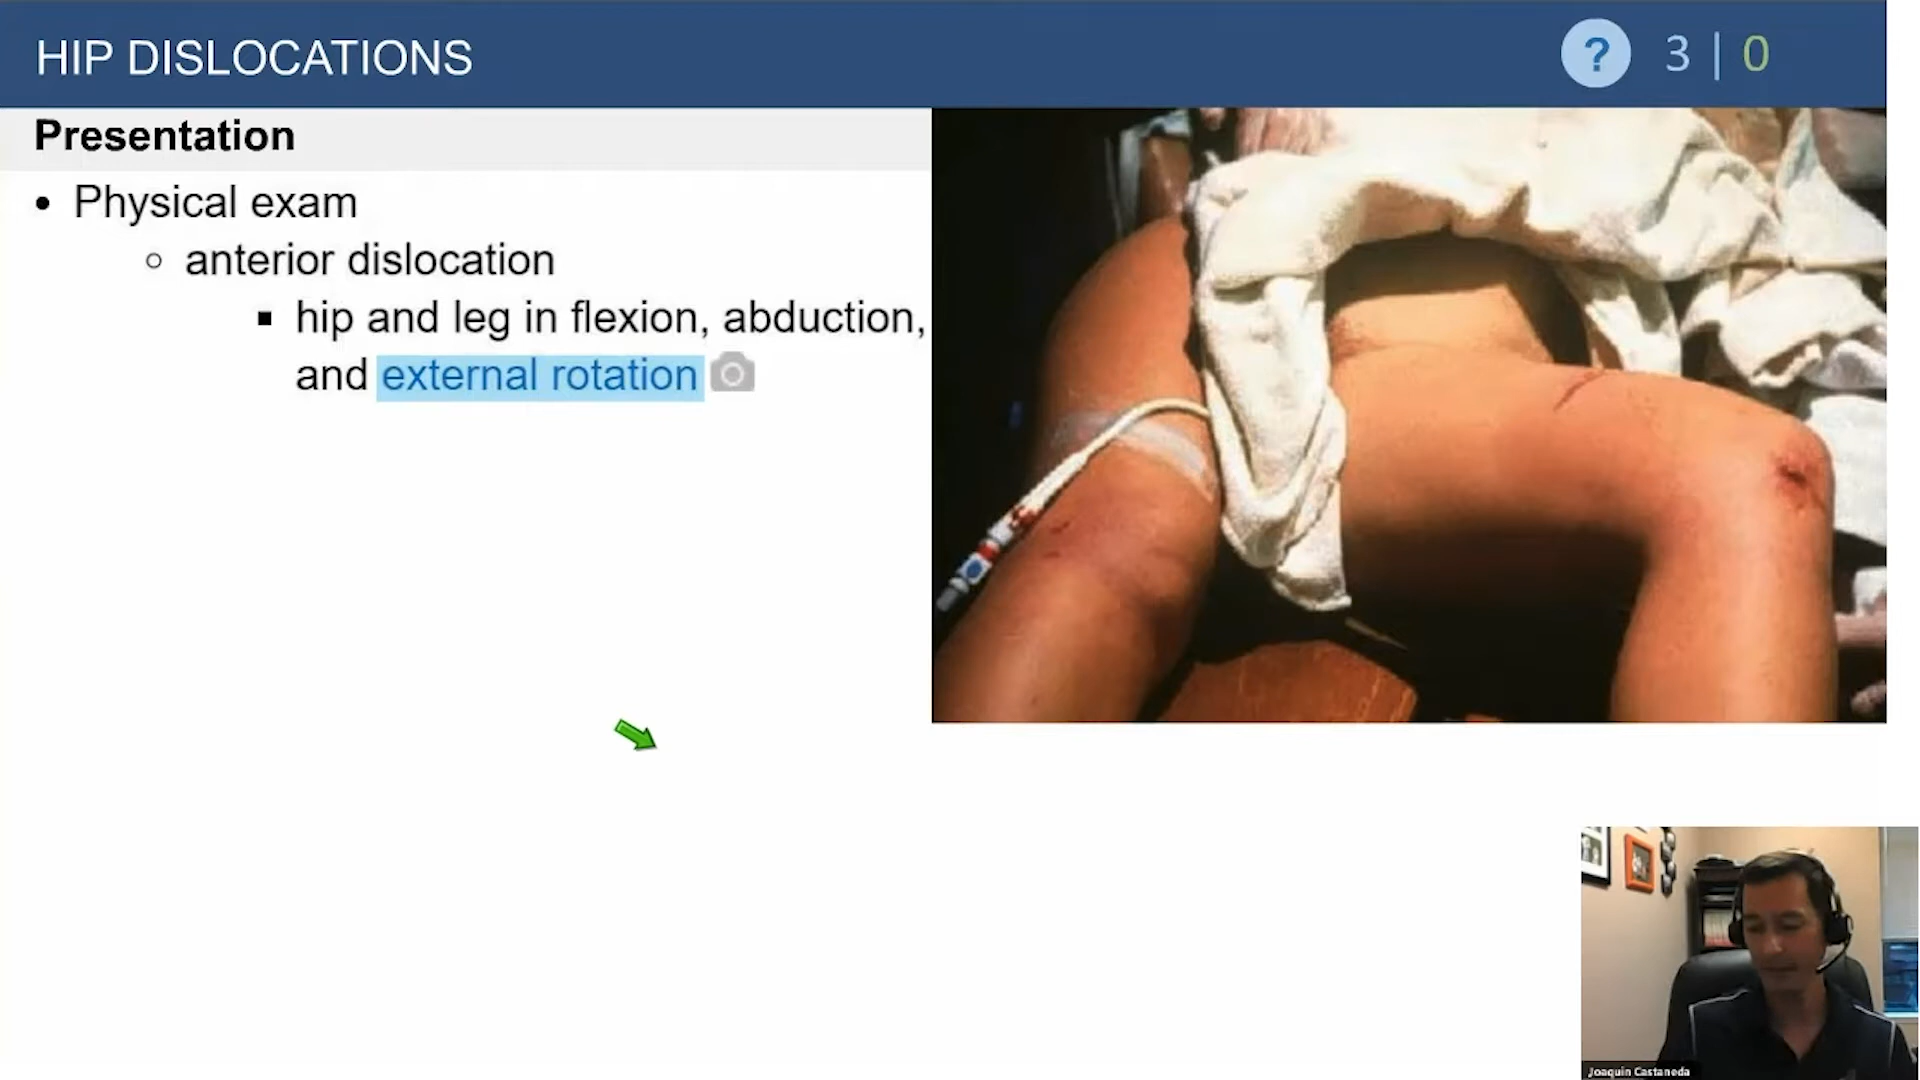 HIP DISLOCATIONS
? 3 | 0
Presentation
• Physical exam
○ anterior dislocation
▪ hip and leg in flexion, abduction,
and external rotation
Joaquin Castaneda